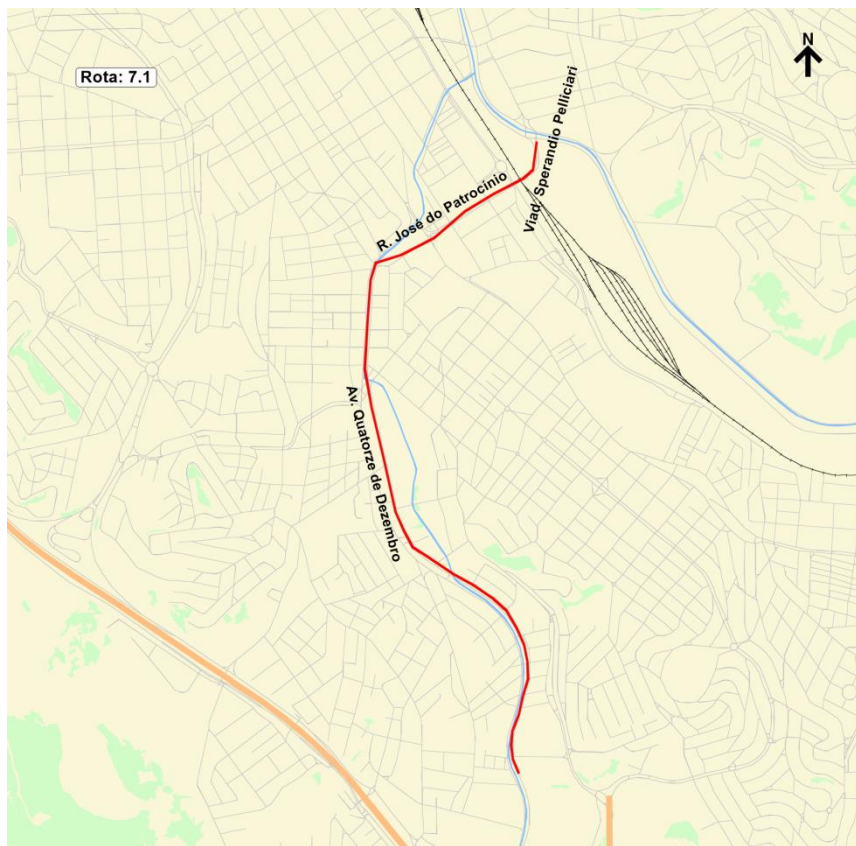 N
Rota: 7.1
Viad. Sperandio Pelliciari
R. José do Patrocínio
Av. Quatorze de Dezembro